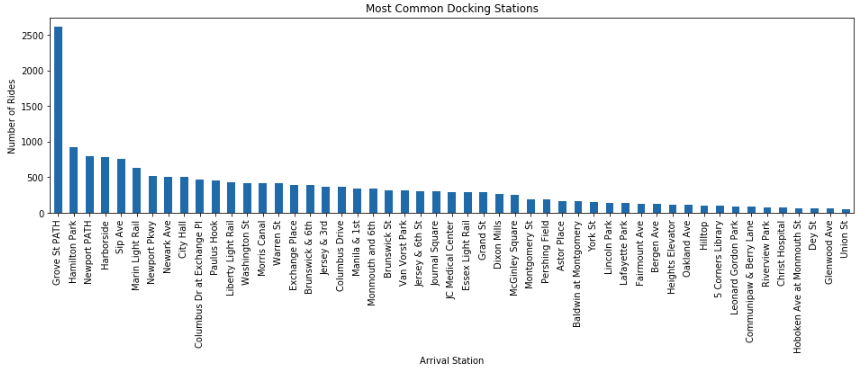 Most Common Docking Stations
Number of Rides
2500
2000
1500
1000
500
0
Grove St PATH
Hamilton Park
Newport PATH
Harborside
Sip Ave
Marin Light Rail
Newport Pkwy
Newark Ave
City Hall
Columbus Dr at Exchange Pl
Paulus Hook
Liberty Light Rail
Washington St
Morris Canal
Warren St
Exchange Place
Brunswick & 6th
Jersey & 3rd
Columbus Drive
Manila & 1st
Monmouth and 6th
Brunswick St
Van Vorst Park
Jersey & 6th St
Journal Square
JC Medical Center
Essex Light Rail
Grand St
Dixon Mills
McGinley Square
Montgomery St
Pershing Field
Astor Place
Baldwin at Montgomery
York St
Lincoln Park
Lafayette Park
Fairmount Ave
Bergen Ave
Heights Elevator
Oakland Ave
Hilltop
5 Corners Library
Leonard Gordon Park
Communipaw & Berry Lane
Riverview Park
Christ Hospital
Hoboken Ave at Monmouth St
Dey St
Glenwood Ave
Union St
Arrival Station